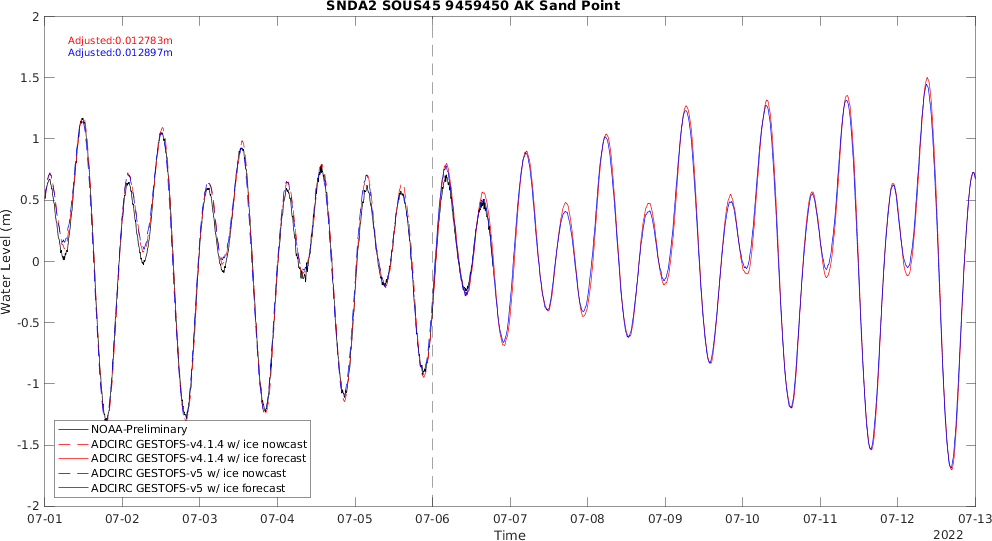 SNDA2 SOUS45 9459450 AK Sand Point
Adjusted:0.012783m
Adjusted:0.012897m
2
1.5
1
0.5
0
-0.5
-1
-1.5
-2
Water Level (m)
NOAA-Preliminary
ADCIRC GESTOFS-v4.1.4 w/ ice nowcast
ADCIRC GESTOFS-v4.1.4 w/ ice forecast
ADCIRC GESTOFS-v5 w/ ice nowcast
ADCIRC GESTOFS-v5 w/ ice forecast
07-01 07-02 07-03 07-04 07-05 07-06 07-07 07-08 07-09 07-10 07-11 07-12 07-13
Time
2022